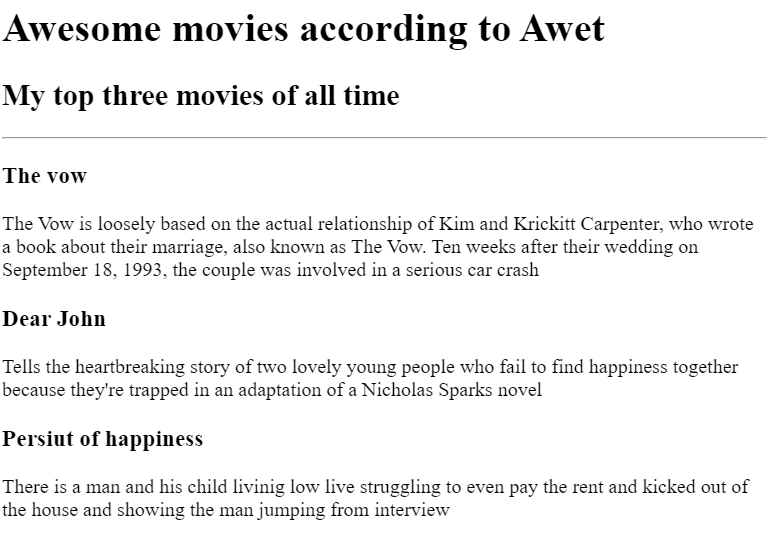 Awesome movies according to Awet
My top three movies of all time
The vow
The Vow is loosely based on the actual relationship of Kim and Krickitt Carpenter, who wrote
a book about their marriage, also known as The Vow. Ten weeks after their wedding on
September 18, 1993, the couple was involved in a serious car crash
Dear John
Tells the heartbreaking story of two lovely young people who fail to find happiness together
because they're trapped in an adaptation of a Nicholas Sparks novel
Persiut of happiness
There is a man and his child livinig low live struggling to even pay the rent and kicked out of
the house and showing the man jumping from interview